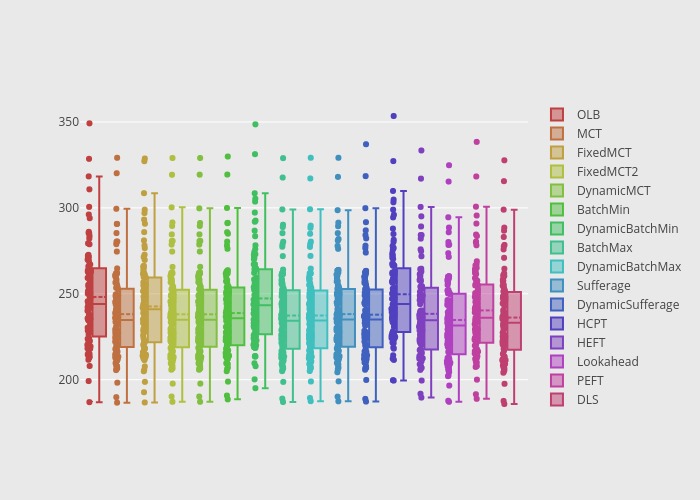 350
300
250
200
OLB
MCT
FixedMCT
FixedMCT2
DynamicMCT
BatchMin
DynamicBatchMin
BatchMax
DynamicBatchMax
Sufferage
DynamicSufferage
HCPT
HEFT
Lookahead
PEFT
DLS